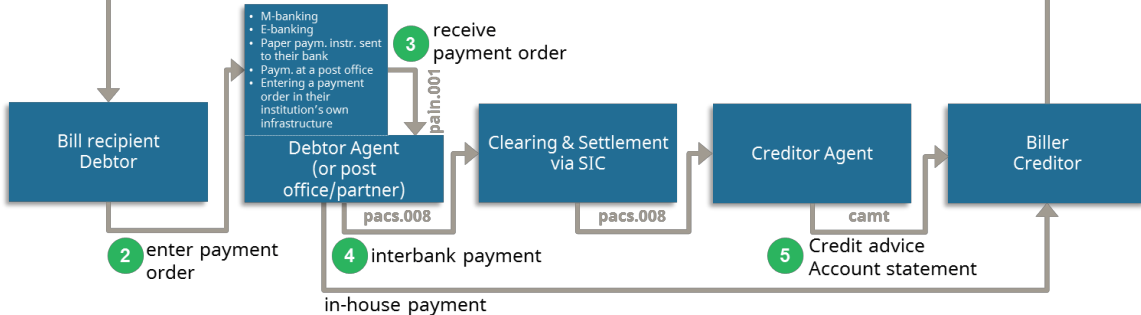 • M-banking
• E-banking
• Paper paym. instr. sent
to their bank
• Paym. at a post office
• Entering a payment
order in their
institution's own
infrastructure
3
receive
payment order
pain.001
Bill recipient
Debtor
Debtor Agent
(or post
office/partner)
Clearing & Settlement
via SIC
Creditor Agent
Biller
Creditor
pacs.008
pacs.008
camt
2
enter payment
order
4
interbank payment
5
Credit advice
Account statement
in-house payment